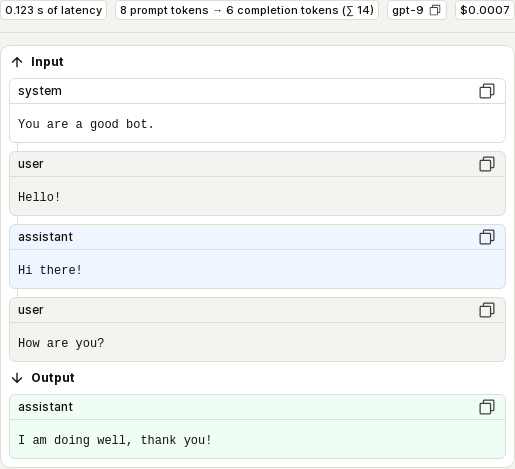 0.123 s of latency 8 prompt tokens → 6 completion tokens (∑ 14) gpt-9 $0.0007
Input
system
You are a good bot.
user
Hello!
assistant
Hi there!
user
How are you?
Output
assistant
I am doing well, thank you!